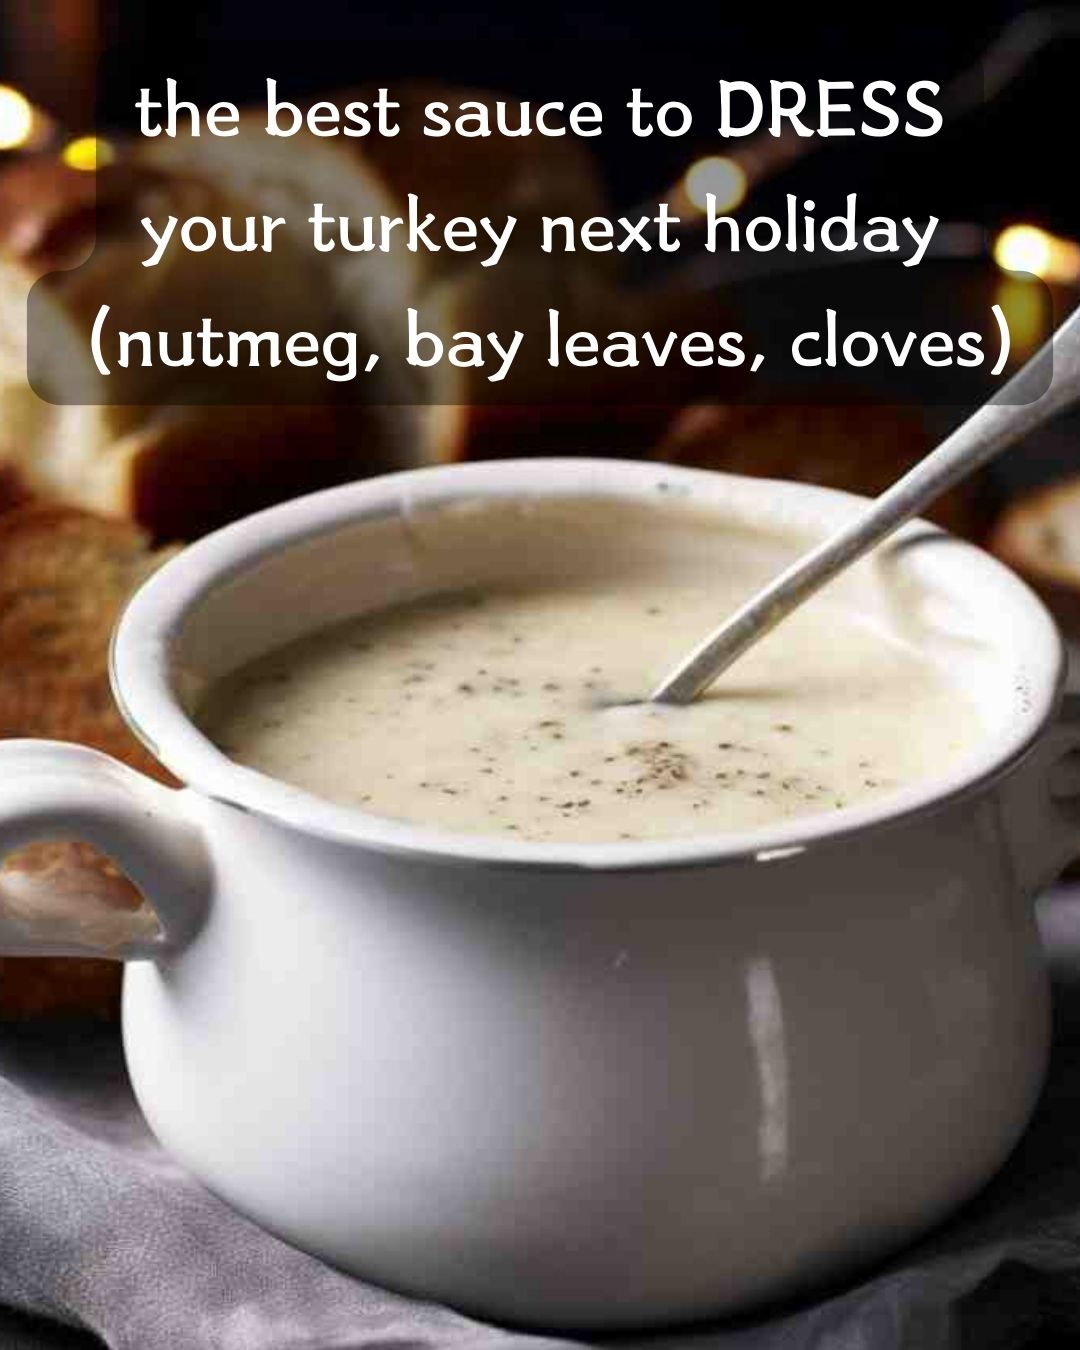 the best sauce to DRESS
your turkey next holiday
(nutmeg, bay leaves, cloves)